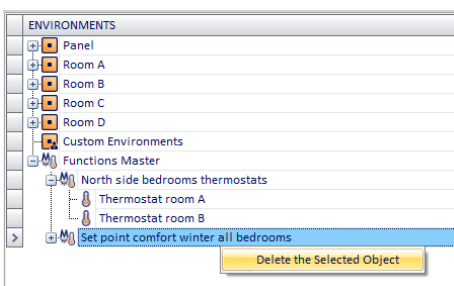 ENVIRONMENTS
Panel
Room A
Room B
Room C
Room D
Custom Environments
Functions Master
North side bedrooms thermostats
Thermostat room A
Thermostat room B
Set point comfort winter all bedrooms
Delete the Selected Object